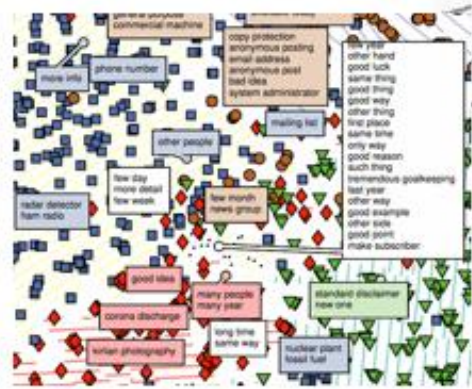 general purpose
commercial machine
copy protection
anonymous posting
email address
anonymous post
bad idea
system administrator
few year
other hand
good luck
same thing
good thing
good way
other thing
first place
same time
only way
good reason
such thing
tremendous goalkeeping
last year
other way
good example
other side
good point
make subscriber
phone number
more info
mailing list
other people
few day
more detail
few week
radar detector
ham radio
few month
news group
good idea
many people
many year
standard disclaimer
new one
corona discharge
long time
same way
kirlian photography
nuclear plant
fossil fuel